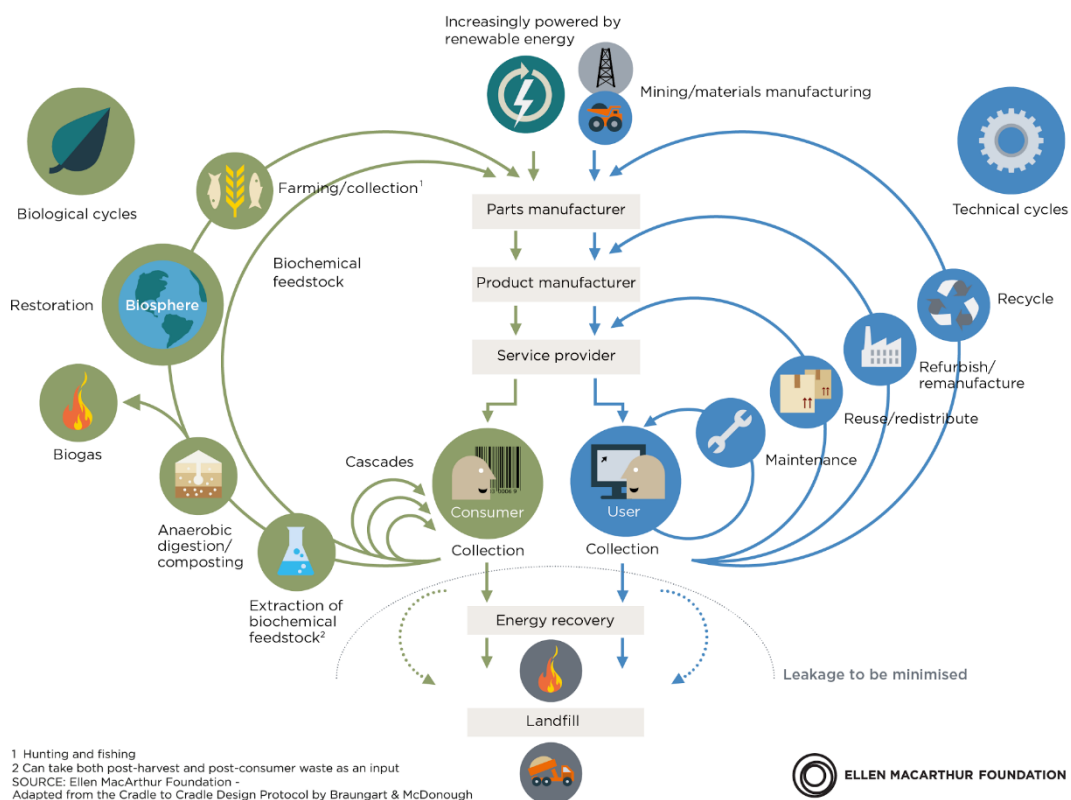 Increasingly powered by
renewable energy
Mining/materials manufacturing
Biological cycles
Technical cycles
Farming/collection¹
Parts manufacturer
Biochemical
feedstock
Product manufacturer
Restoration
Biosphere
Recycle
Service provider
Refurbish/
remanufacture
Reuse/redistribute
Biogas
Cascades
Maintenance
Consumer
User
Anaerobic
digestion/
composting
Collection
Collection
Extraction of
biochemical
feedstock²
Energy recovery
Leakage to be minimised
Landfill
1 Hunting and fishing
2 Can take both post-harvest and post-consumer waste as an input
SOURCE: Ellen MacArthur Foundation -
Adapted from the Cradle to Cradle Design Protocol by Braungart & McDonough
ELLEN MACARTHUR FOUNDATION